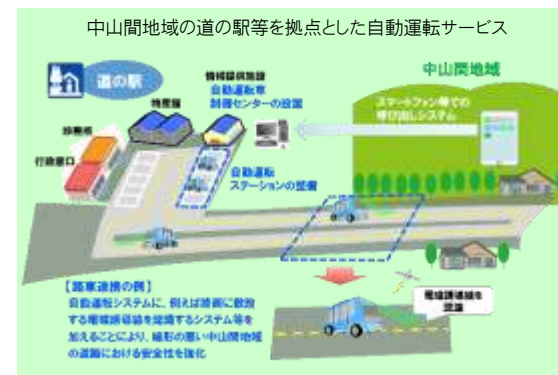 中山間地域の道の駅等を拠点とした自動運転サービス
道の駅
情報提供施設
自動運転車
制御センターの設置
物産館
診療所
行政窓口
中山間地域
スマートフォン等での
呼び出しシステム
自動運転
ステーションの整備
【路車連携の例】
自動運転システムに、例えば路面に敷設
する電磁誘導線を認識するシステム等を
加えることにより、線形の悪い中山間地域
の道路における安全性を強化
電磁誘導線を
認識